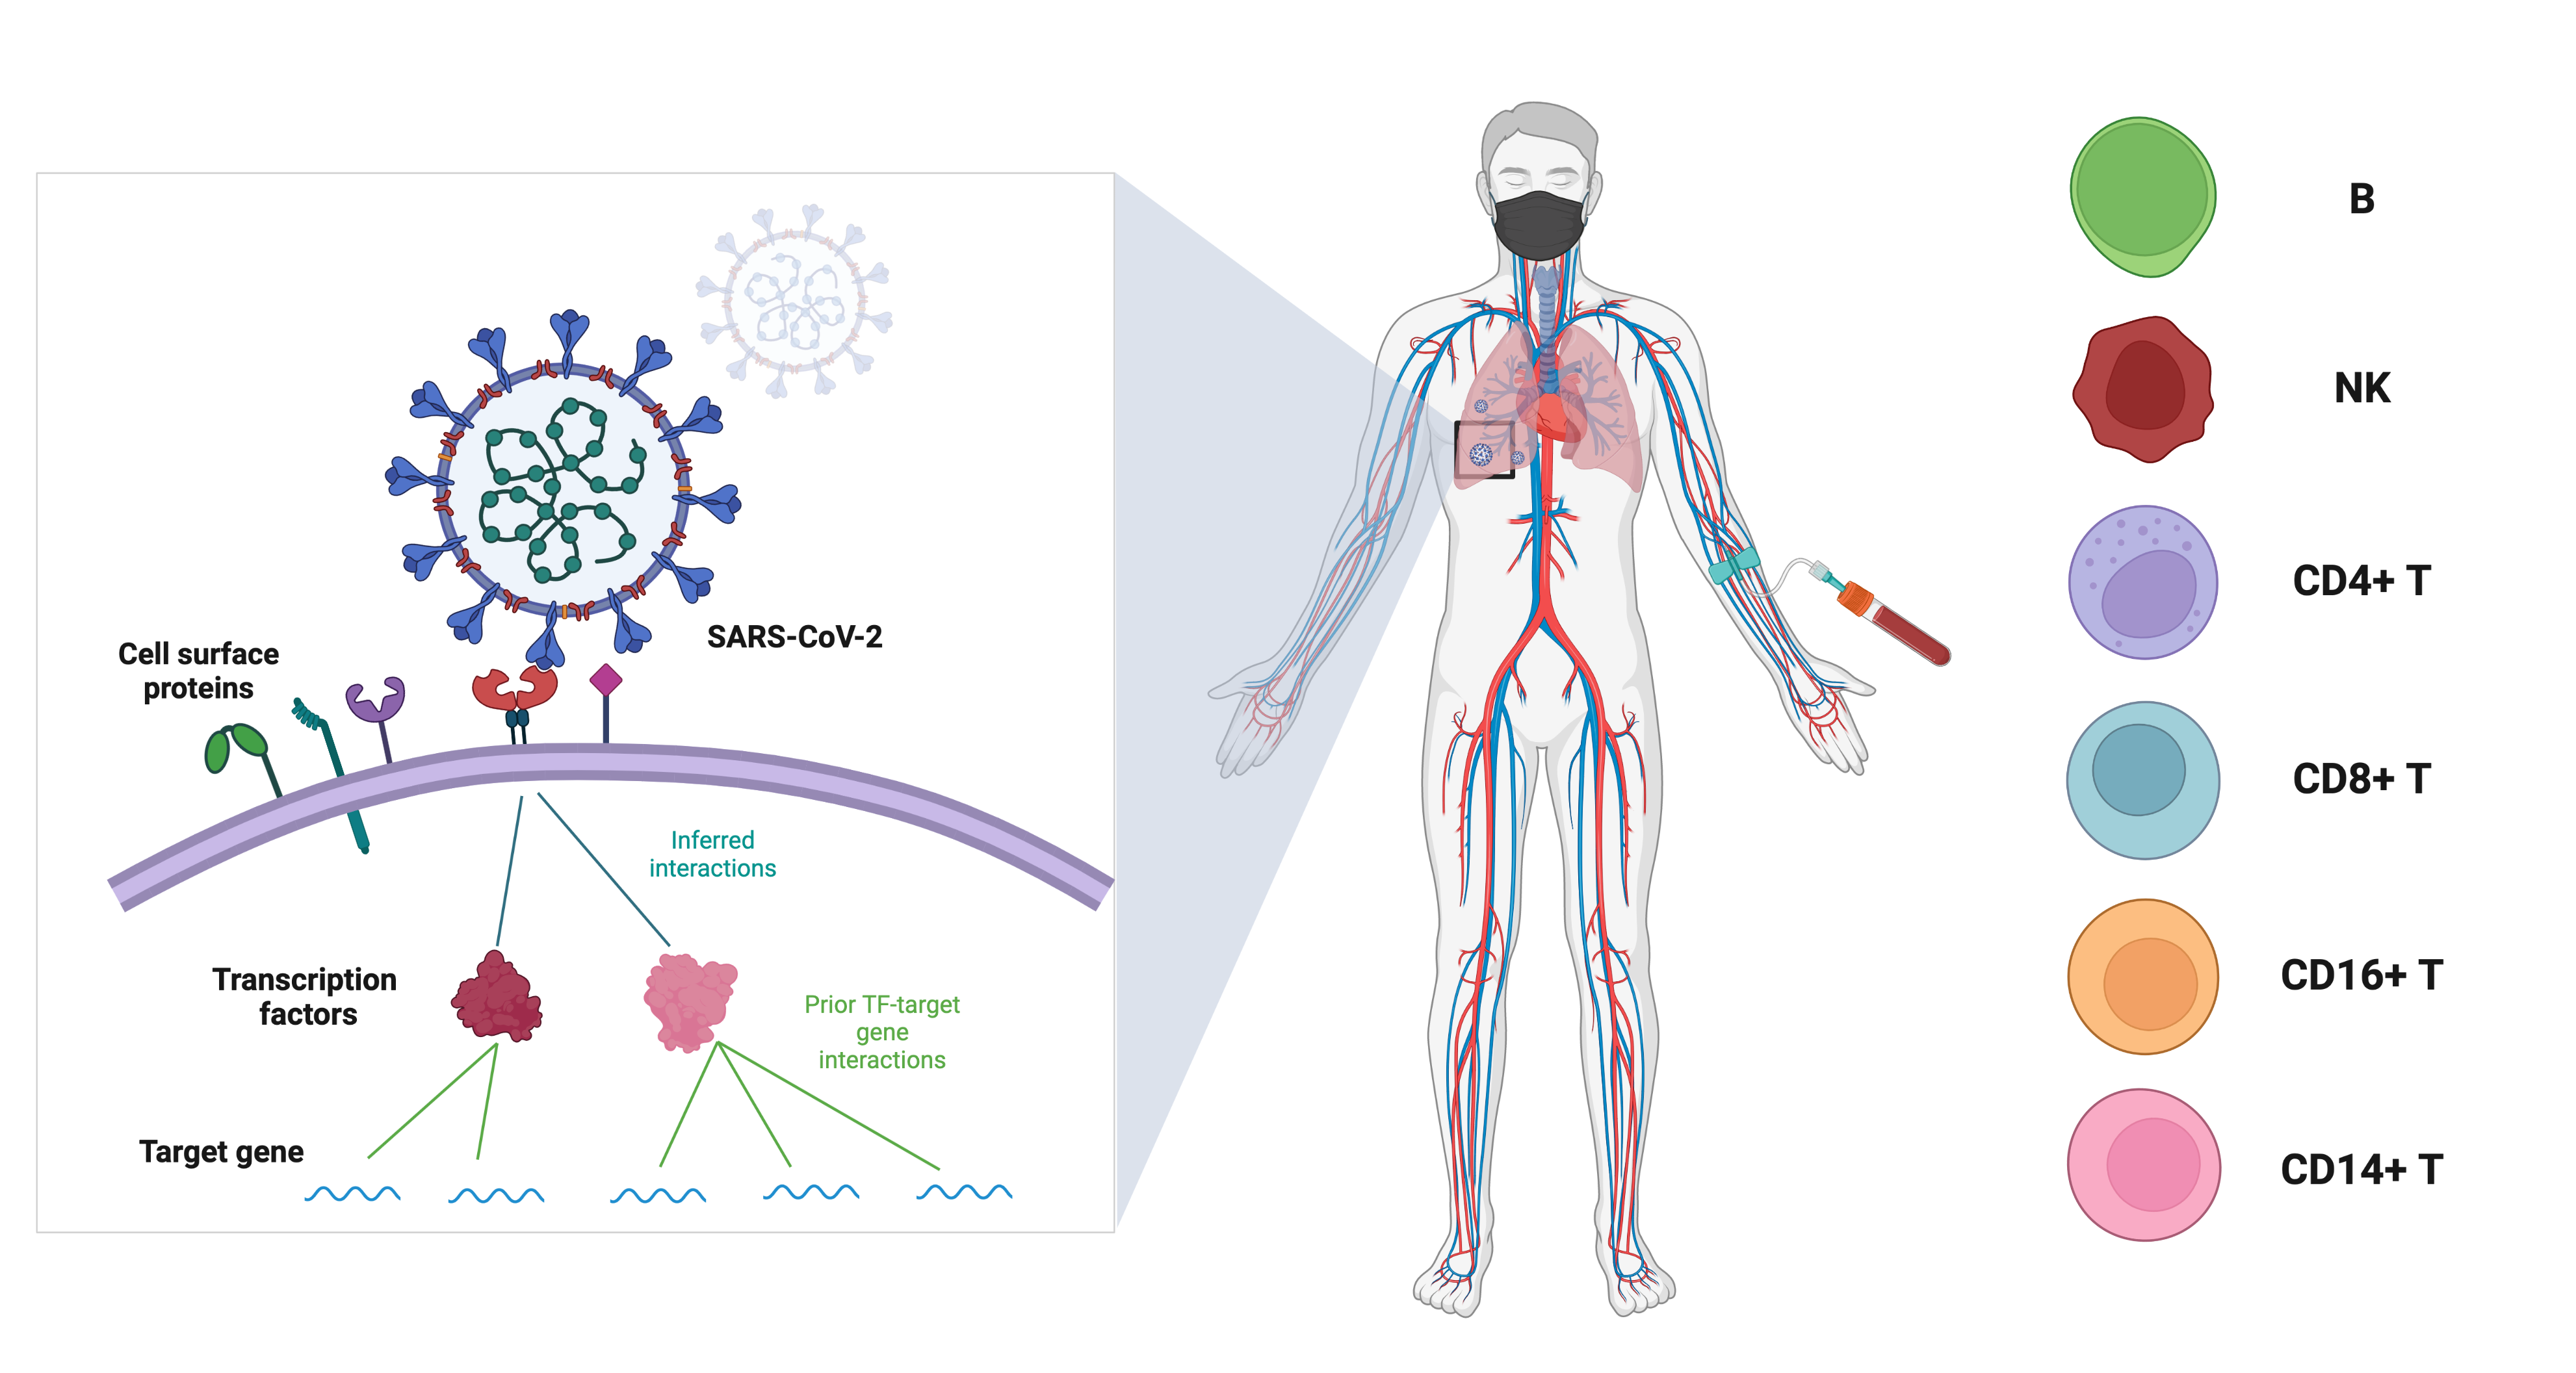 SARS-CoV-2
Cell surface
proteins
Inferred
interactions
Transcription
factors
Prior TF-target
gene
interactions
Target gene
B
NK
CD4+ T
CD8+ T
CD16+ T
CD14+ T